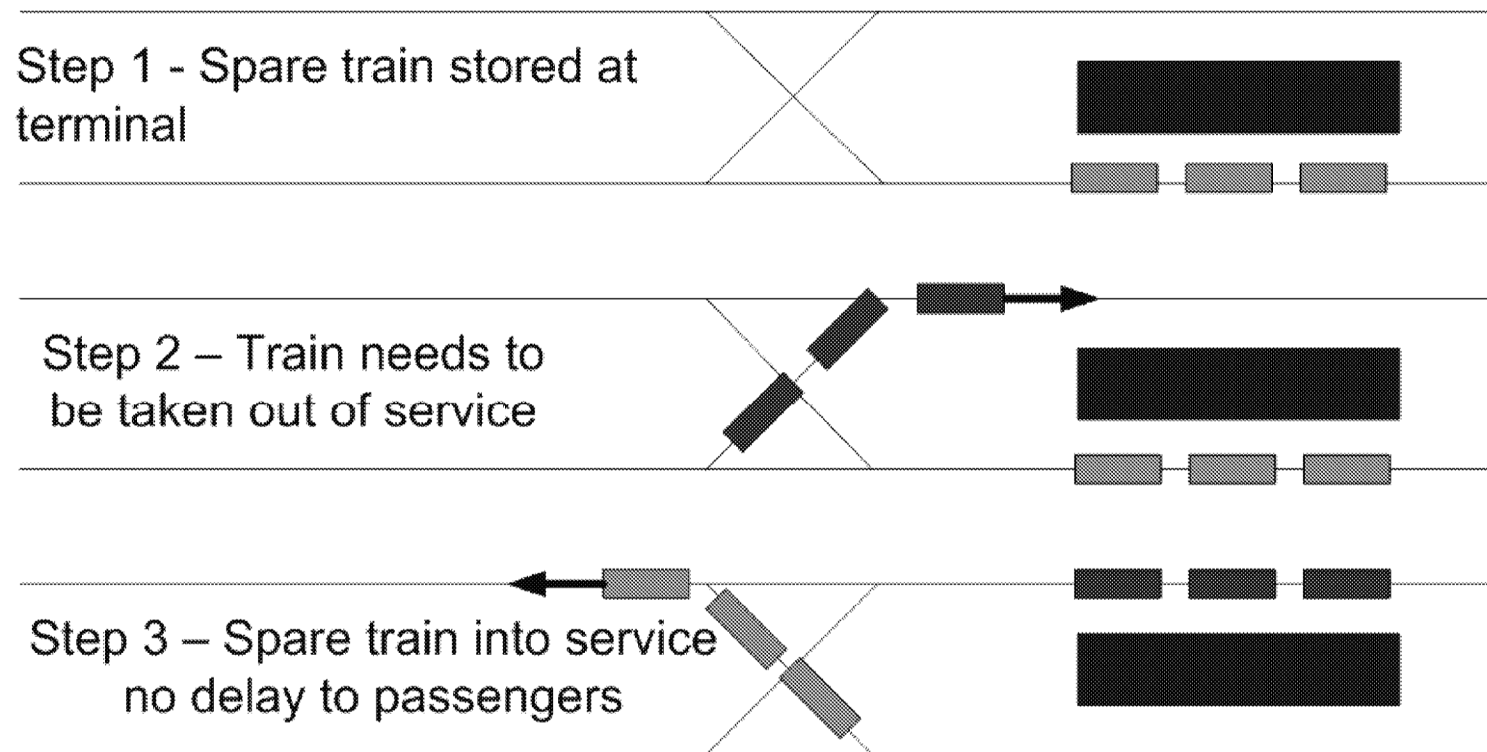 Step 1 - Spare train stored at
terminal
Step 2 – Train needs to
be taken out of service
Step 3 – Spare train into service
no delay to passengers